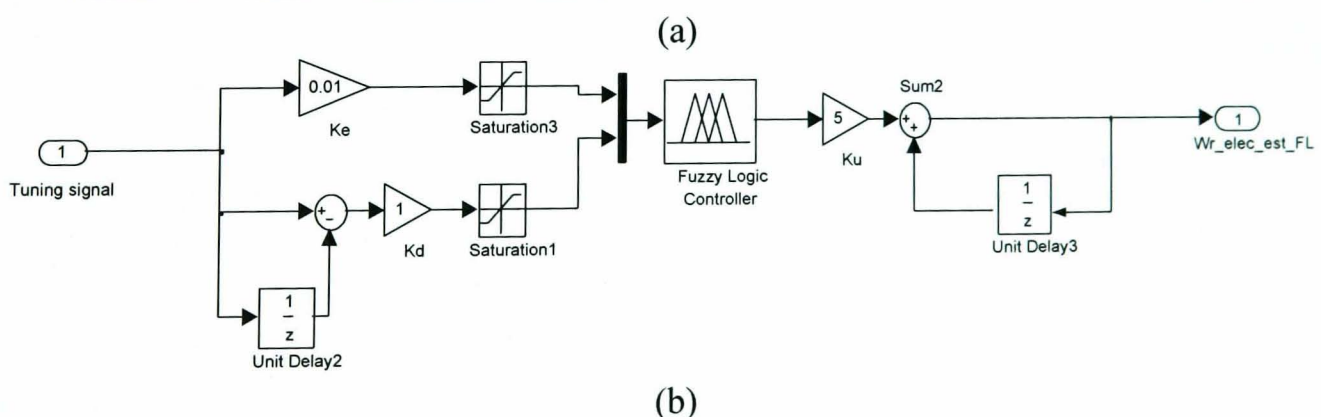 (a)
0.01
Ke
Saturation3
1
Tuning signal
+
-
1
Kd
Saturation1
1
z
Unit Delay2
Fuzzy Logic
Controller
5
Ku
Sum2
+
+
1
z
Unit Delay3
1
Wr_elec_est_FL
(b)